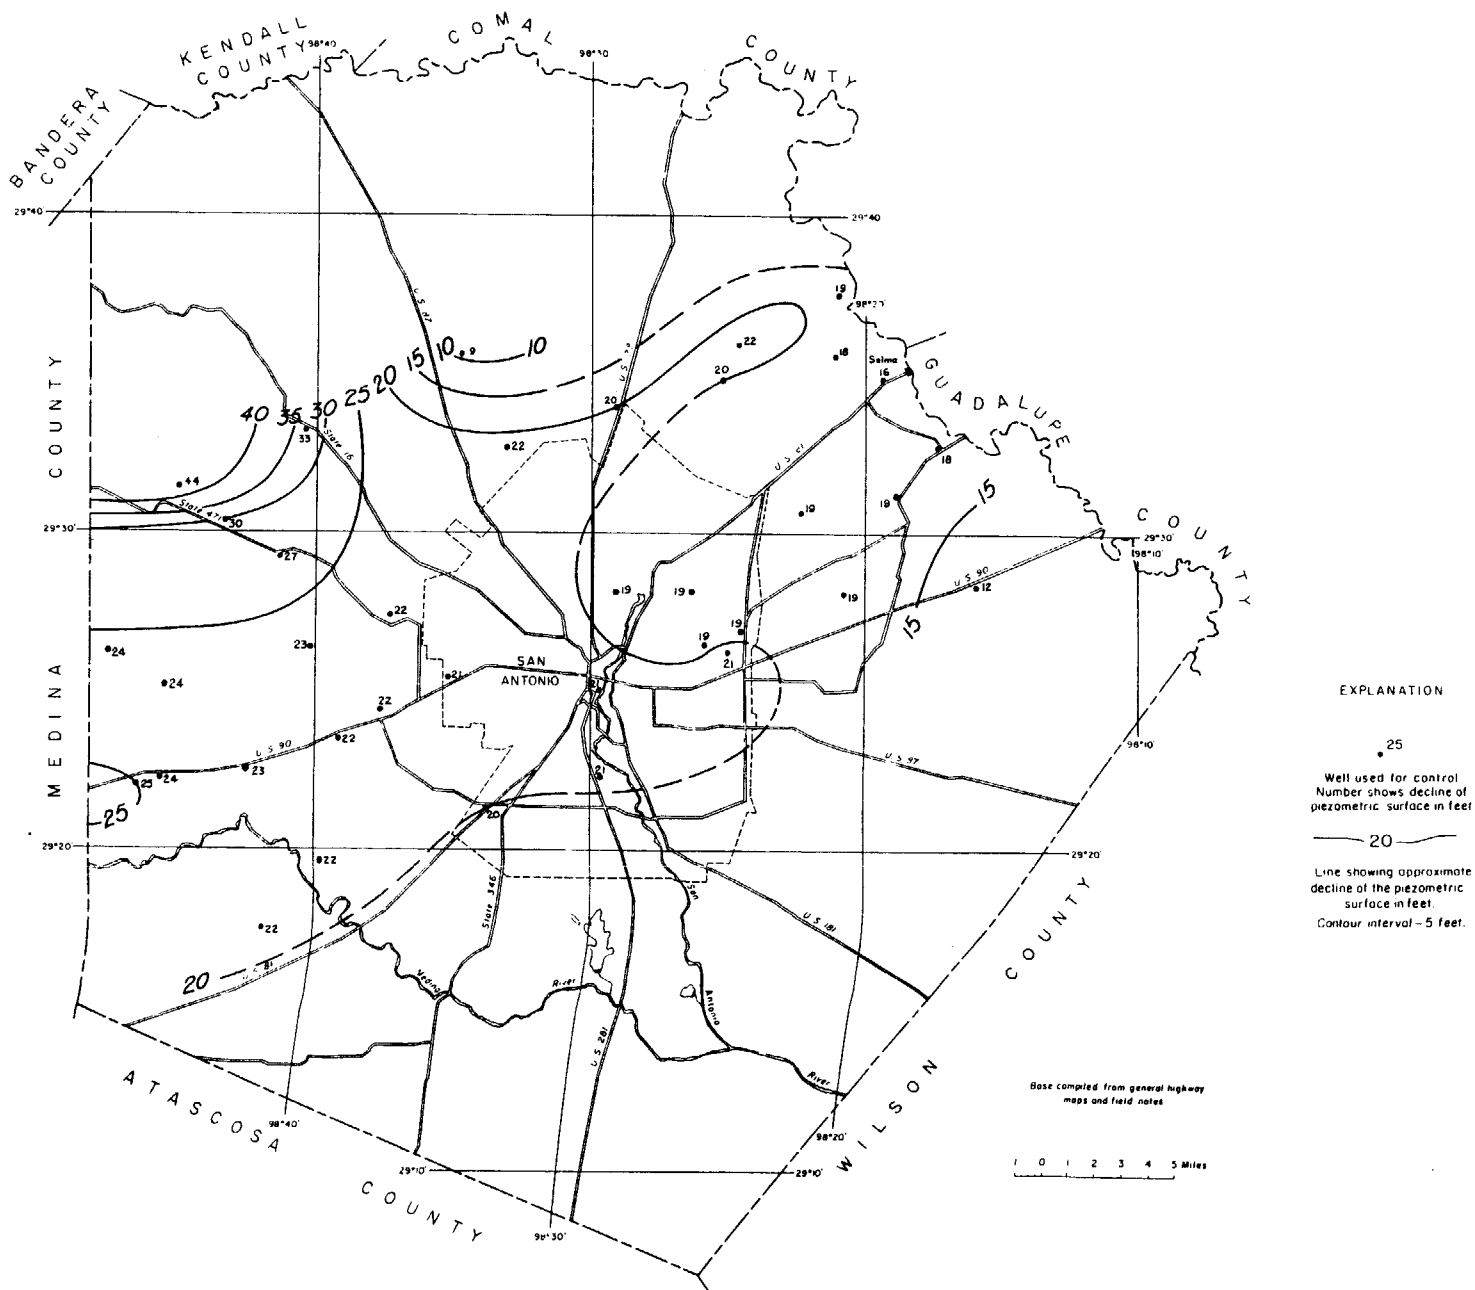 KENDALL
COUNTY
COMAL
COUNTY
BANDERA
COUNTY
98°40'
98°30'
29°40'
29°40'
19
98°20'
U.S. 87
22
18
Selma
16
GUADALUPE
COUNTY
9
10
10
15
20
25
30
35
40
20
20
33
State 16
22
U.S. 81
18
44
State 471
30
29°30'
18
19
15
29°30'
98°10'
27
U.S. 90
12
19
19
19
15
22
19
23
19
21
24
24
SAN
ANTONIO
21
21
22
22
MEDINA
COUNTY
U.S. 90
23
24
25
25
21
20
U.S. 97
98°10'
29°20'
22
29°20'
22
State 346
San
Antonio
River
U.S. 181
20
U.S. 81
Medina
River
U.S. 281
WILSON
COUNTY
ATASCOSA
COUNTY
98°40'
98°20'
29°10'
29°10'
98°30'
EXPLANATION
25
Well used for control
Number shows decline of
piezometric surface in feet
20
Line showing approximate
decline of the piezometric
surface in feet.
Contour interval - 5 feet.
Base compiled from general highway
maps and field notes
1 0 1 2 3 4 5 Miles